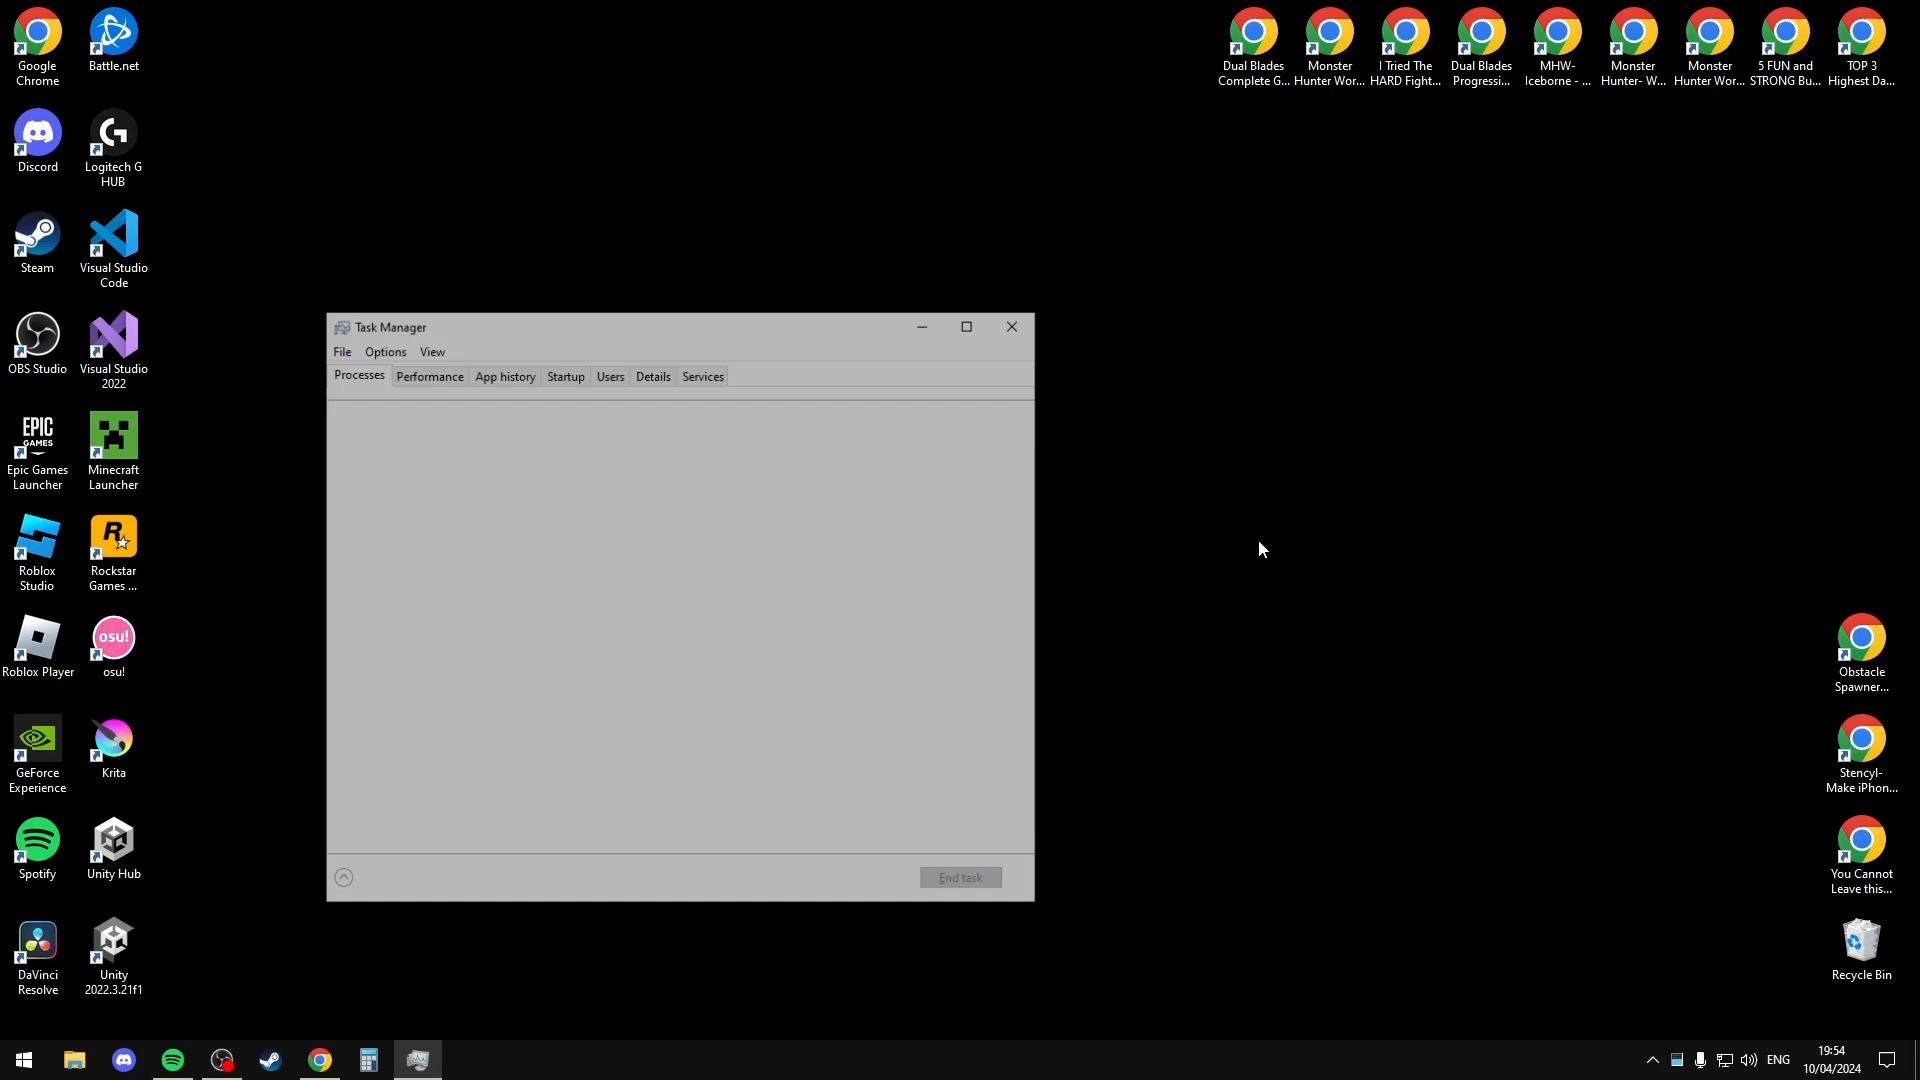 Google
Chrome
Battle.net
Discord
Logitech G
HUB
Steam
Visual Studio
Code
OBS Studio
Visual Studio
2022
EPIC
GAMES
Epic Games
Launcher
Minecraft
Launcher
Roblox
Studio
R
Rockstar
Games ...
Roblox Player
osu!
osu!
GeForce
Experience
Krita
Spotify
Unity Hub
DaVinci
Resolve
Unity
2022.3.21f1
Dual Blades
Complete G...
Monster
Hunter Wor...
I Tried The
HARD Fight...
Dual Blades
Progressi...
MHW-
Iceborne - ...
Monster
Hunter- W...
Monster
Hunter Wor...
5 FUN and
STRONG Bu...
TOP 3
Highest Da...
Task Manager
File Options View
Processes Performance App history Startup Users Details Services
End task
Obstacle
Spawner...
Stencyl-
Make iPhon...
You Cannot
Leave this...
Recycle Bin
ENG
19:54
10/04/2024